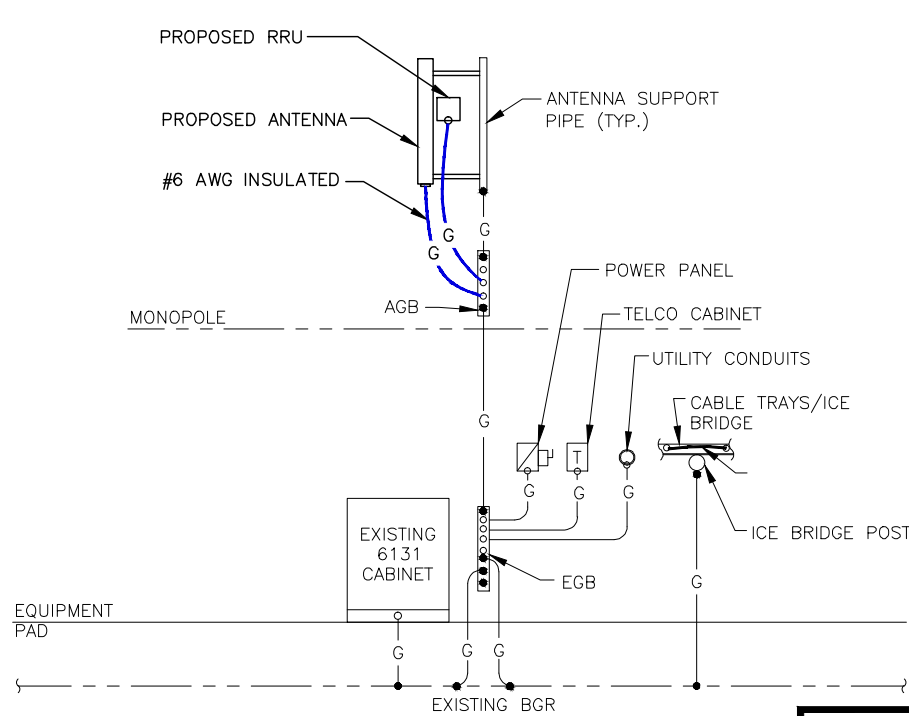 PROPOSED RRU
PROPOSED ANTENNA
ANTENNA SUPPORT
PIPE (TYP.)
#6 AWG INSULATED
G
G
G
AGB
MONOPOLE
POWER PANEL
TELCO CABINET
UTILITY CONDUITS
CABLE TRAYS/ICE
BRIDGE
G
T
G
G
G
EXISTING
6131
CABINET
ICE BRIDGE POST
EGB
G
EQUIPMENT
PAD
G
G
G
EXISTING BGR